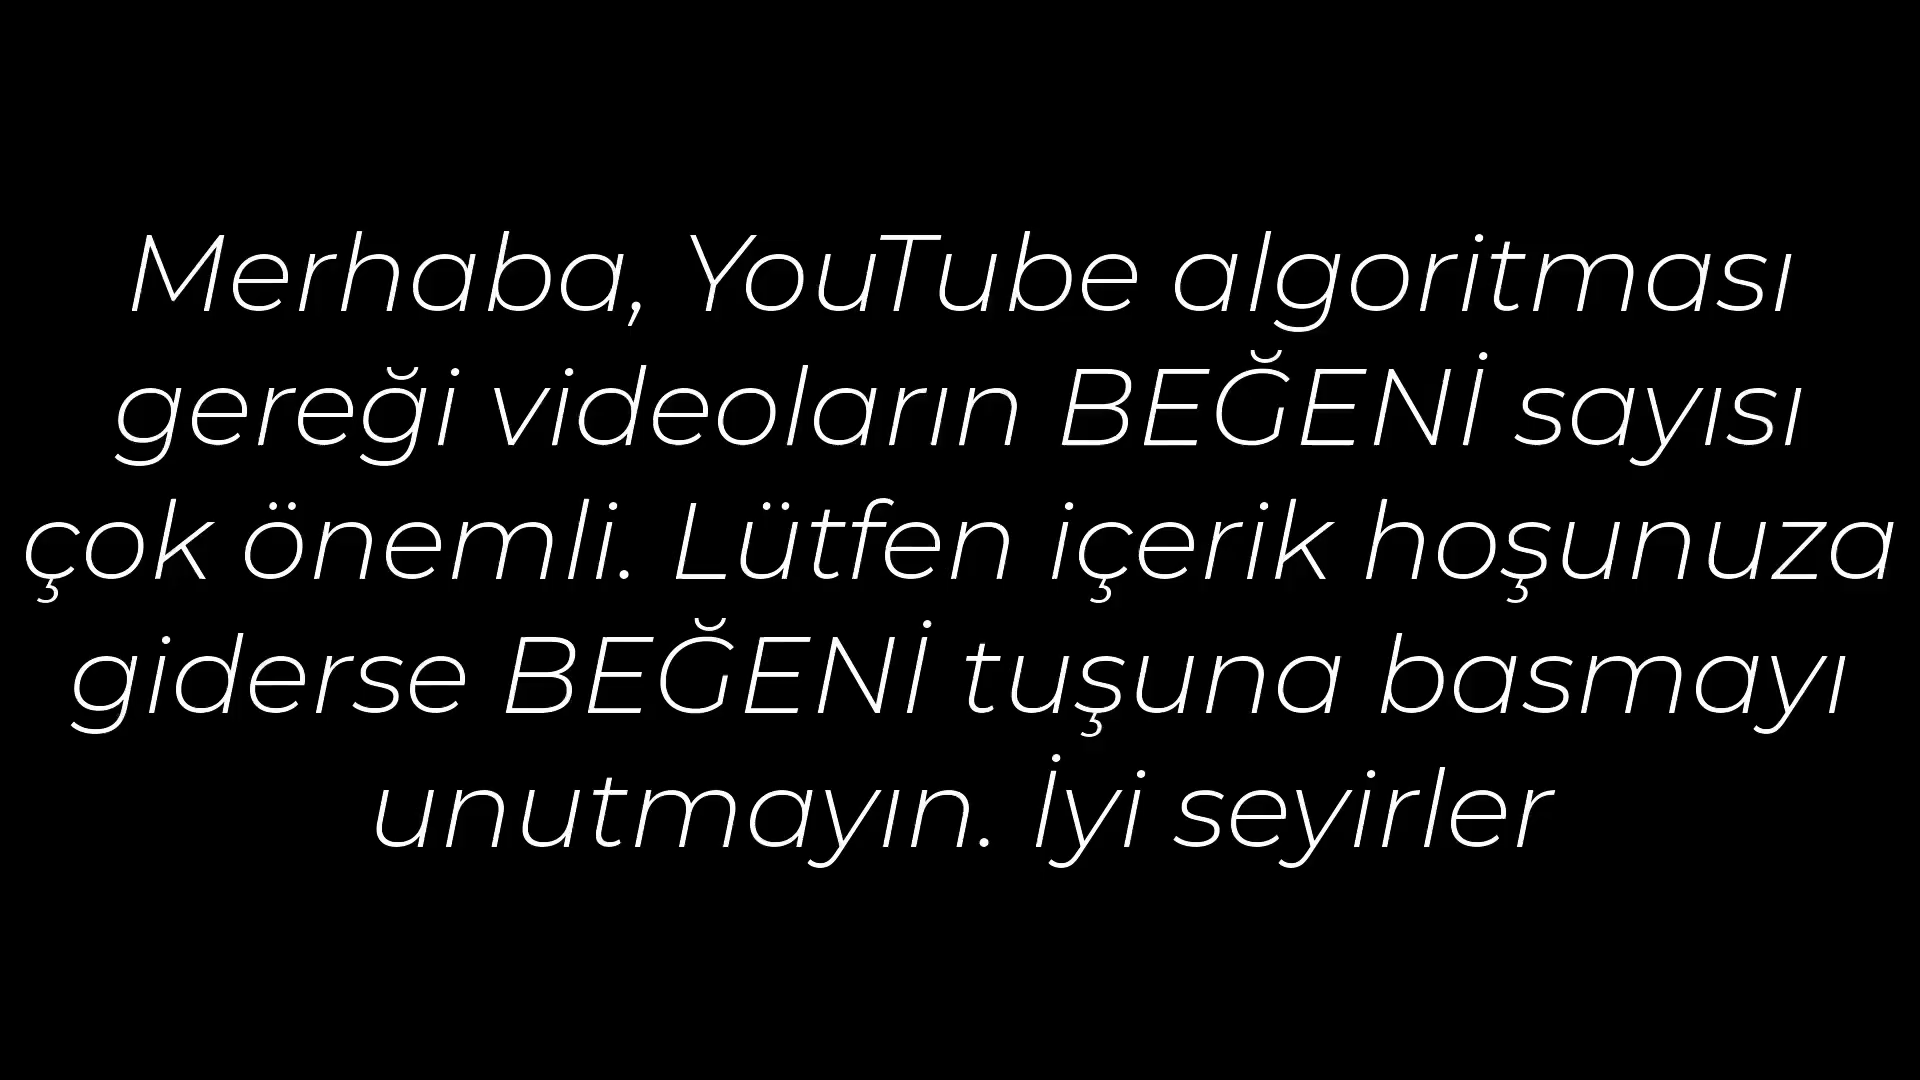 Merhaba, YouTube algoritması
gereği videoların BEĞENİ sayısı
çok önemli. Lütfen içerik hoşunuza
giderse BEĞENİ tuşuna basmayı
unutmayın. İyi seyirler